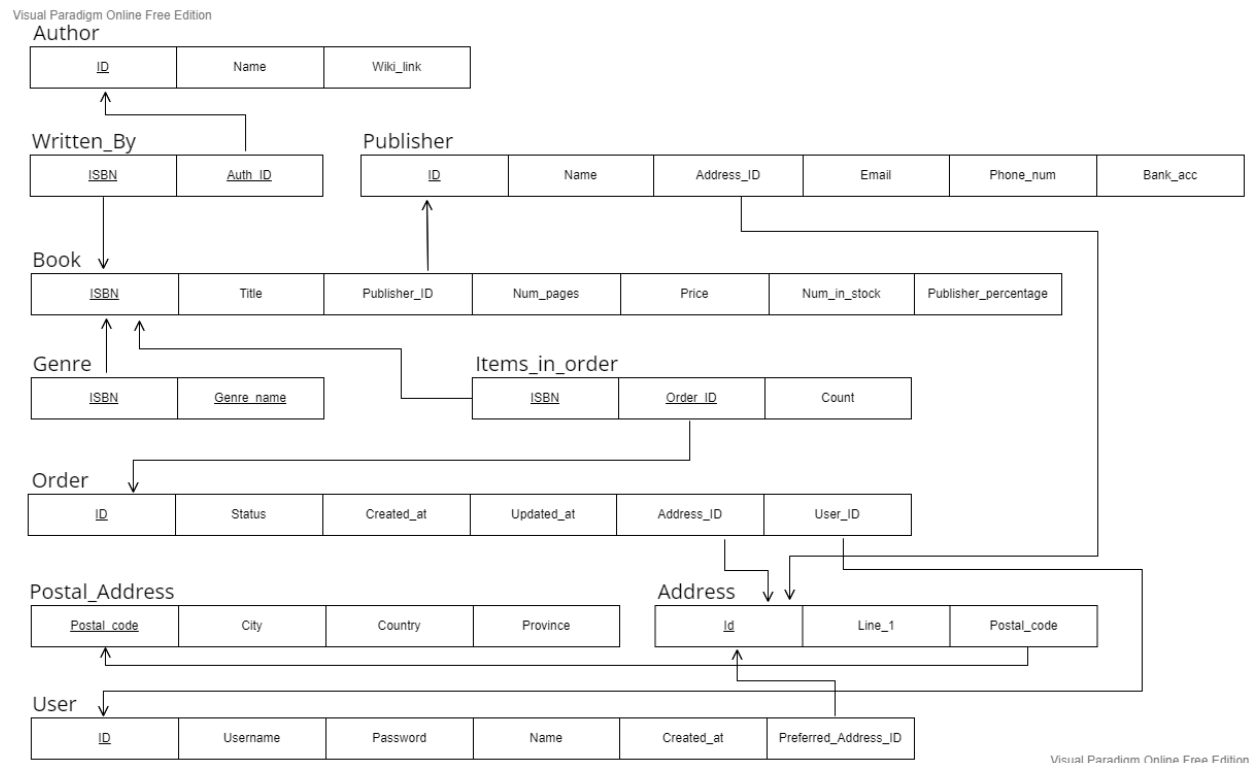 Visual Paradigm Online Free Edition
Author
ID Name Wiki_link
Written_By Publisher
ISBN Auth_ID ID Name Address_ID Email Phone_num Bank_acc
Book
ISBN Title Publisher_ID Num_pages Price Num_in_stock Publisher_percentage
Genre Items_in_order
ISBN Genre_name ISBN Order_ID Count
Order
ID Status Created_at Updated_at Address_ID User_ID
Postal_Address Address
Postal_code City Country Province Id Line_1 Postal_code
User
ID Username Password Name Created_at Preferred_Address_ID
Visual Paradigm Online Free Edition